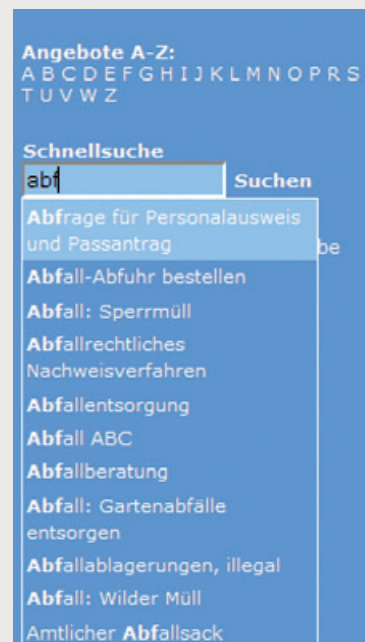 Angebote A-Z:
A B C D E F G H I J K L M N O P R S
T U V W Z
Schnellsuche
abf Suchen
Abfrage für Personalausweis
und Passantrag
be
Abfall-Abfuhr bestellen
Abfall: Sperrmüll
Abfallrechtliches
Nachweisverfahren
Abfallentsorgung
Abfall ABC
Abfallberatung
Abfall: Gartenabfälle
entsorgen
Abfallablagerungen, illegal
Abfall: Wilder Müll
Amtlicher Abfallsack